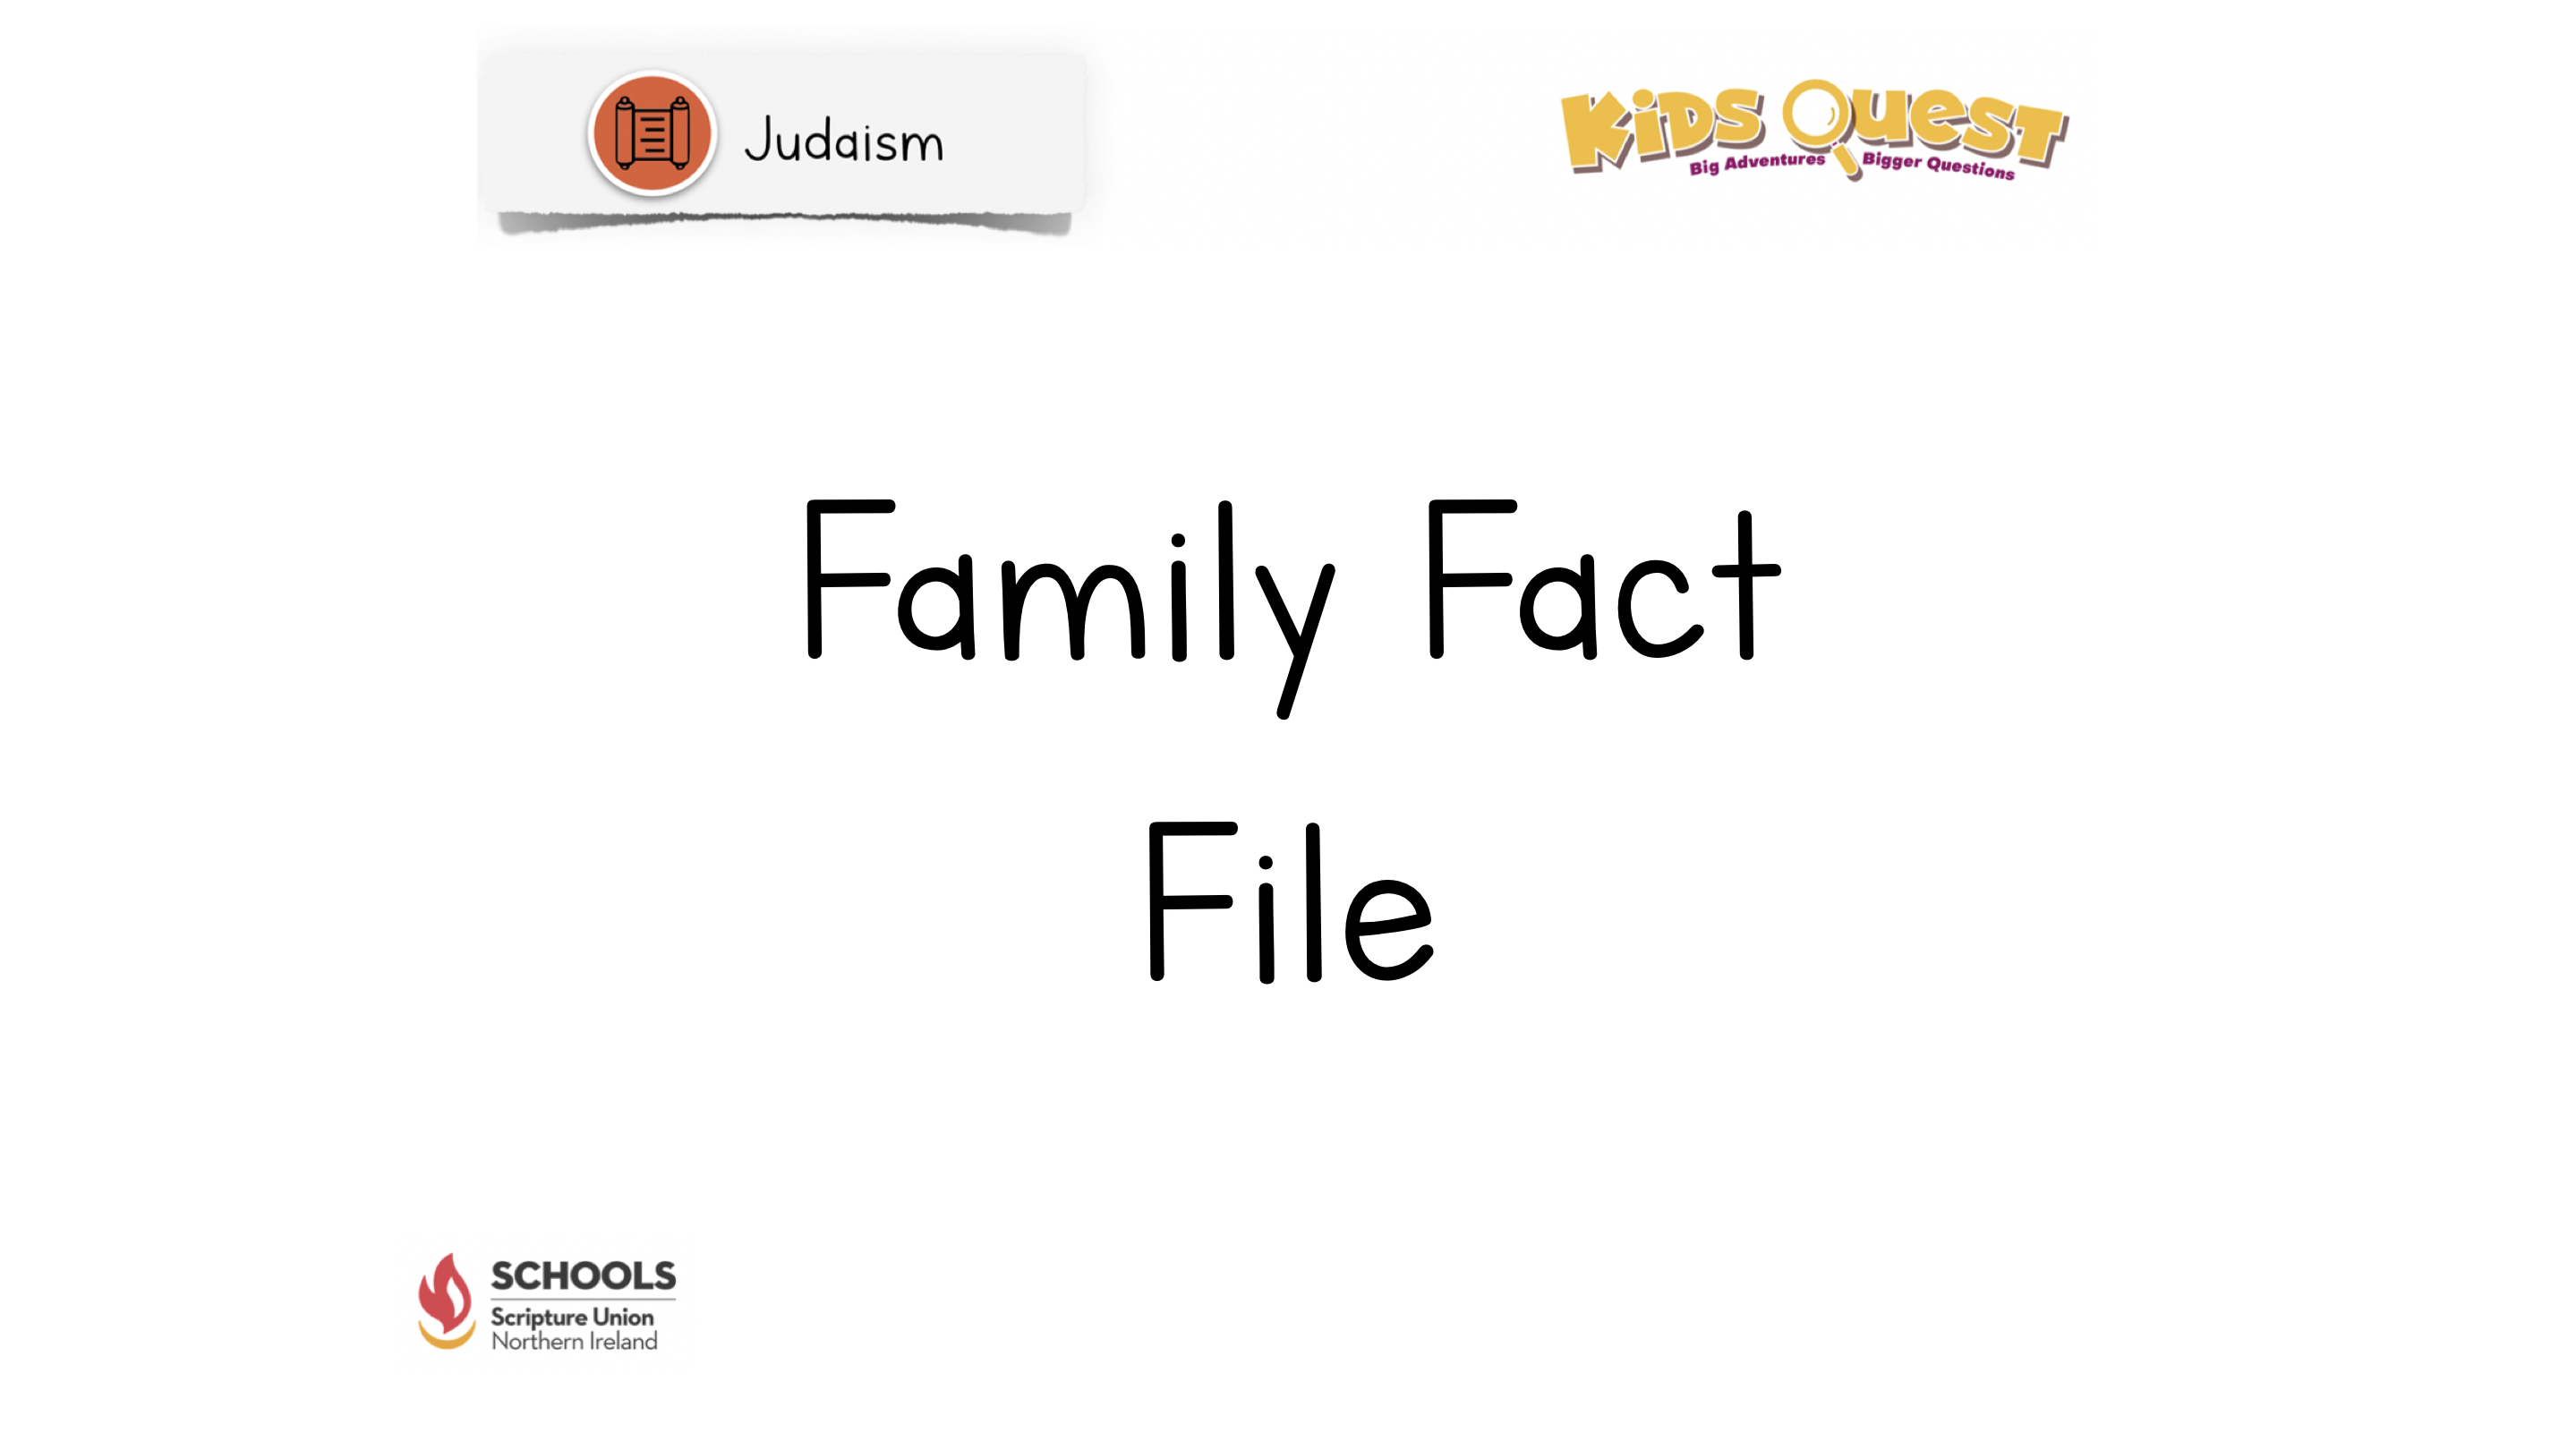 Judaism
KiDS QUEST
Big Adventures Bigger Questions
Family Fact
File
SCHOOLS
Scripture Union
Northern Ireland